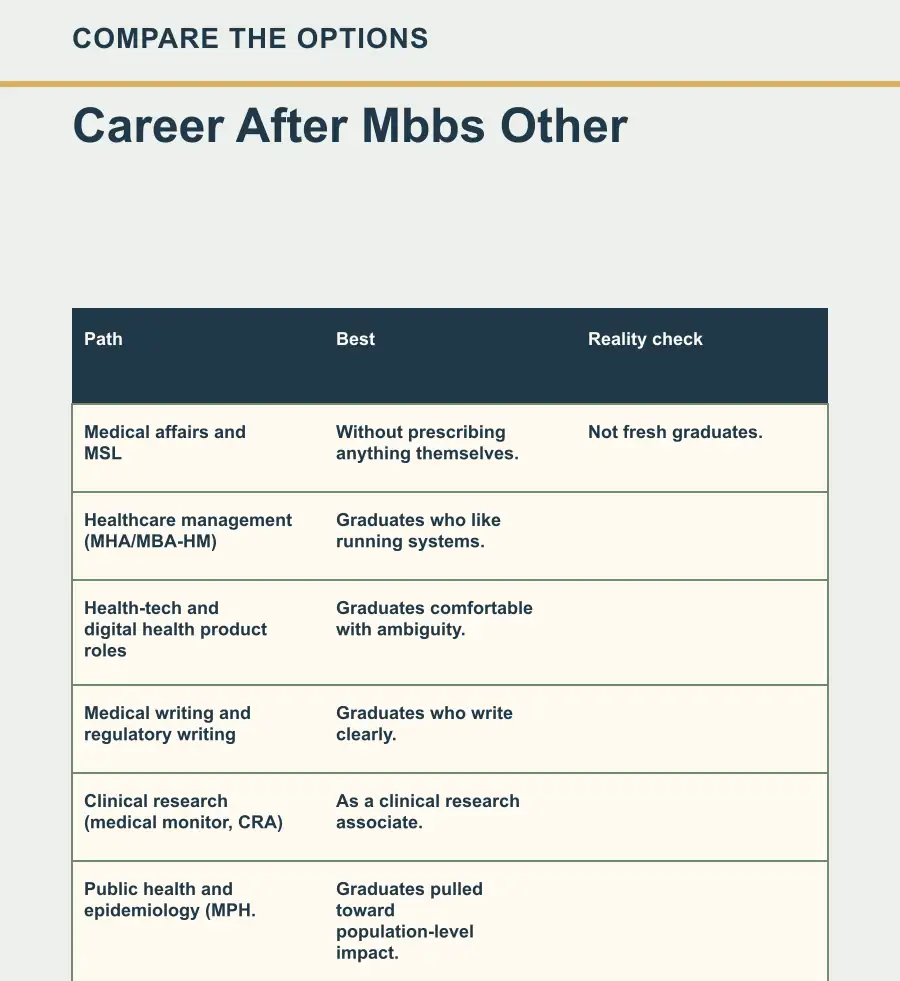 COMPARE THE OPTIONS
Career After Mbbs Other
Path Best Reality check
Medical affairs and Without prescribing Not fresh graduates.
MSL anything themselves.
Healthcare management Graduates who like
(MHA/MBA-HM) running systems.
Health-tech and Graduates comfortable
digital health product with ambiguity.
roles
Medical writing and Graduates who write
regulatory writing clearly.
Clinical research As a clinical research
(medical monitor, CRA) associate.
Public health and Graduates pulled
epidemiology (MPH. toward
population-level
impact.